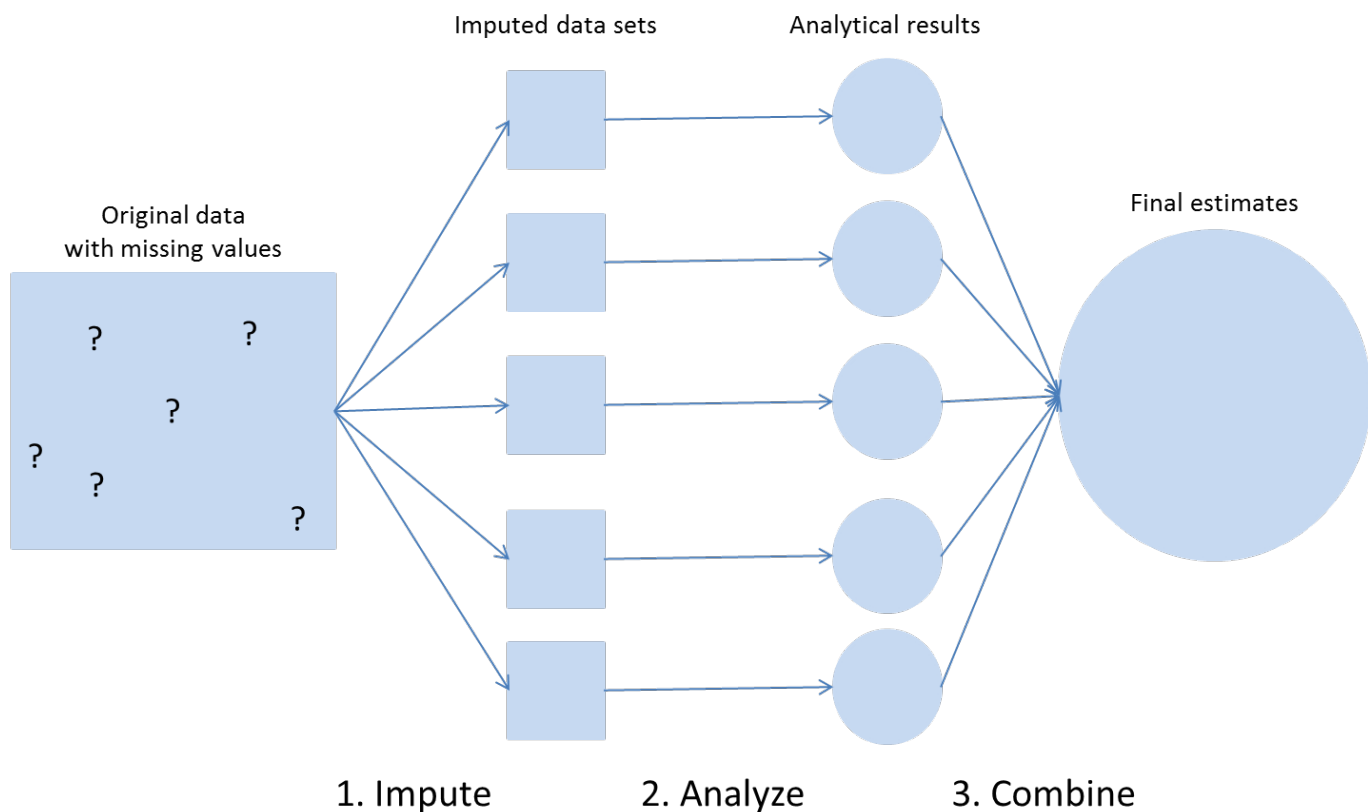 Imputed data sets
Analytical results
Original data
with missing values
Final estimates
?
?
?
?
?
?
1. Impute
2. Analyze
3. Combine